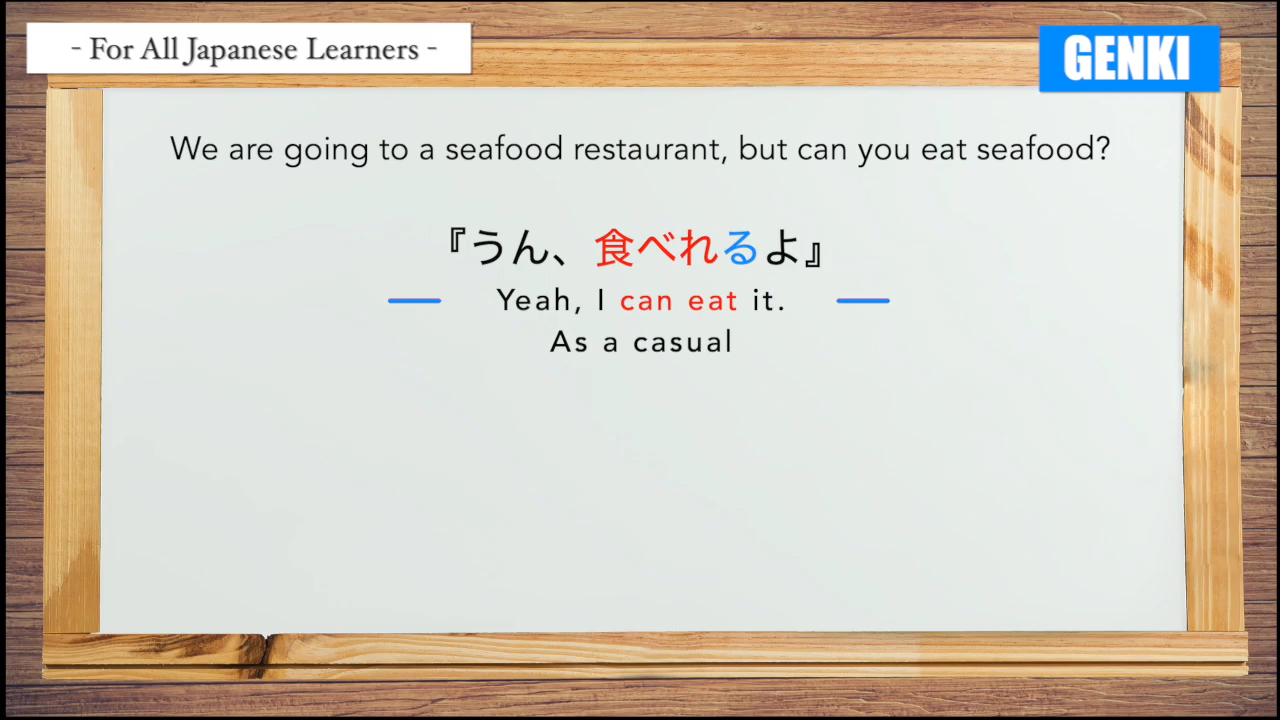 - For All Japanese Learners -
GENKI
We are going to a seafood restaurant, but can you eat seafood?
『うん、食べれるよ』
Yeah, I can eat it.
As a casual